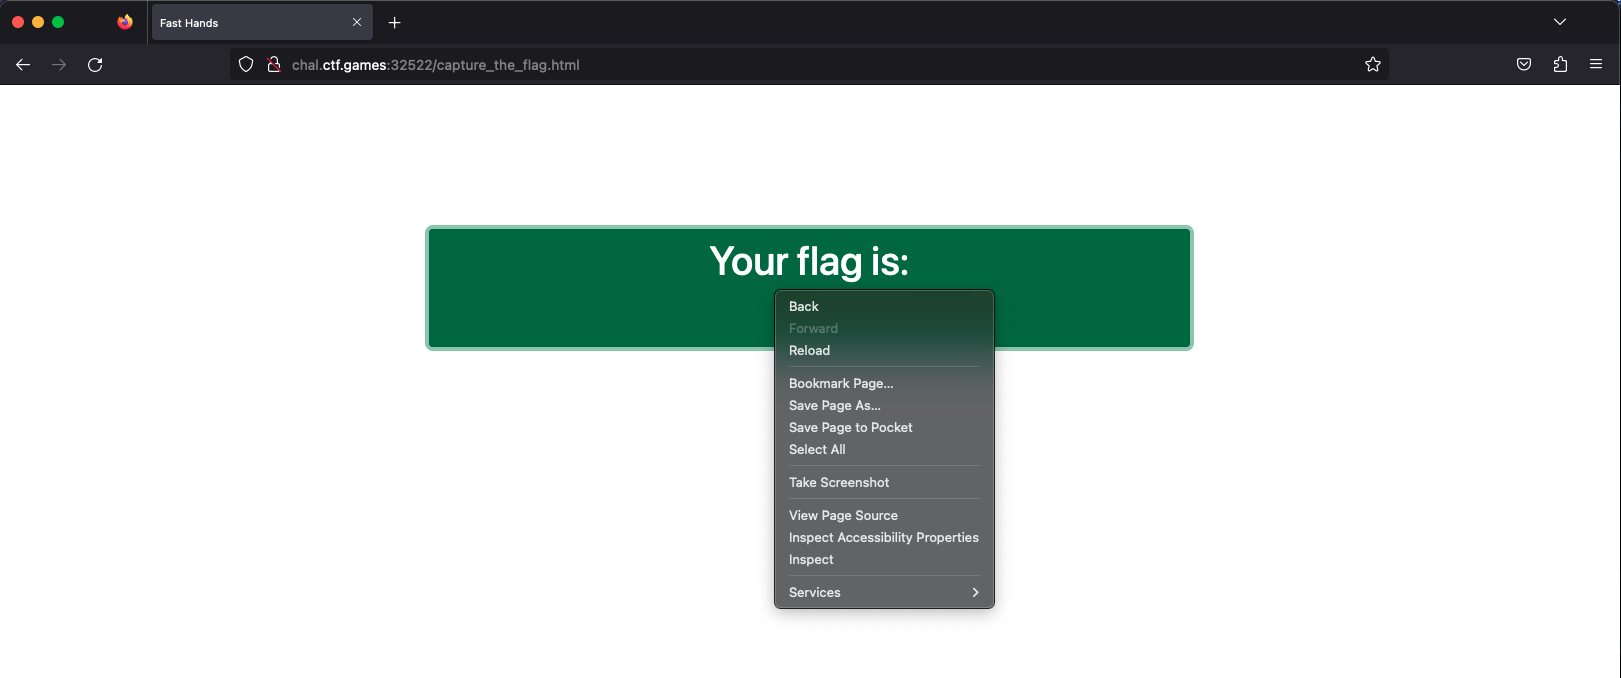 Fast Hands
chal.ctf.games:32522/capture_the_flag.html
Your flag is:
Back
Forward
Reload
Bookmark Page...
Save Page As...
Save Page to Pocket
Select All
Take Screenshot
View Page Source
Inspect Accessibility Properties
Inspect
Services